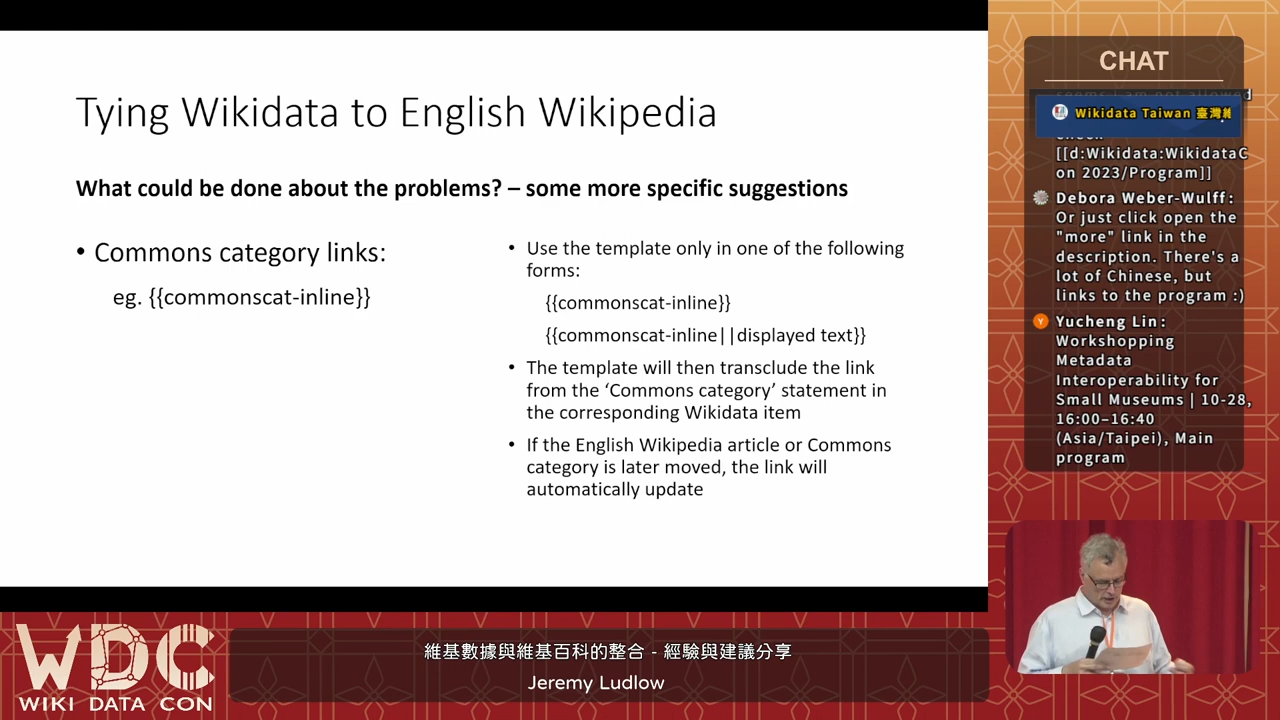 Tying Wikidata to English Wikipedia
What could be done about the problems? – some more specific suggestions
• Commons category links:
eg. {{commonscat-inline}}
• Use the template only in one of the following
forms:
{{commonscat-inline}}
{{commonscat-inline||displayed text}}
• The template will then transclude the link
from the ‘Commons category’ statement in
the corresponding Wikidata item
• If the English Wikipedia article or Commons
category is later moved, the link will
automatically update
CHAT
Wikidata Taiwan 臺灣維
[[d:Wikidata:WikidataC
on 2023/Program]]
Debora Weber-Wulff:
Or just click open the
"more" link in the
description. There's a
lot of Chinese, but
links to the program :)
Y
Yucheng Lin:
Workshopping
Metadata
Interoperability for
Small Museums | 10-28,
16:00–16:40
(Asia/Taipei), Main
program
WDC
WIKI DATA CON
維基數據與維基百科的整合 - 經驗與建議分享
Jeremy Ludlow